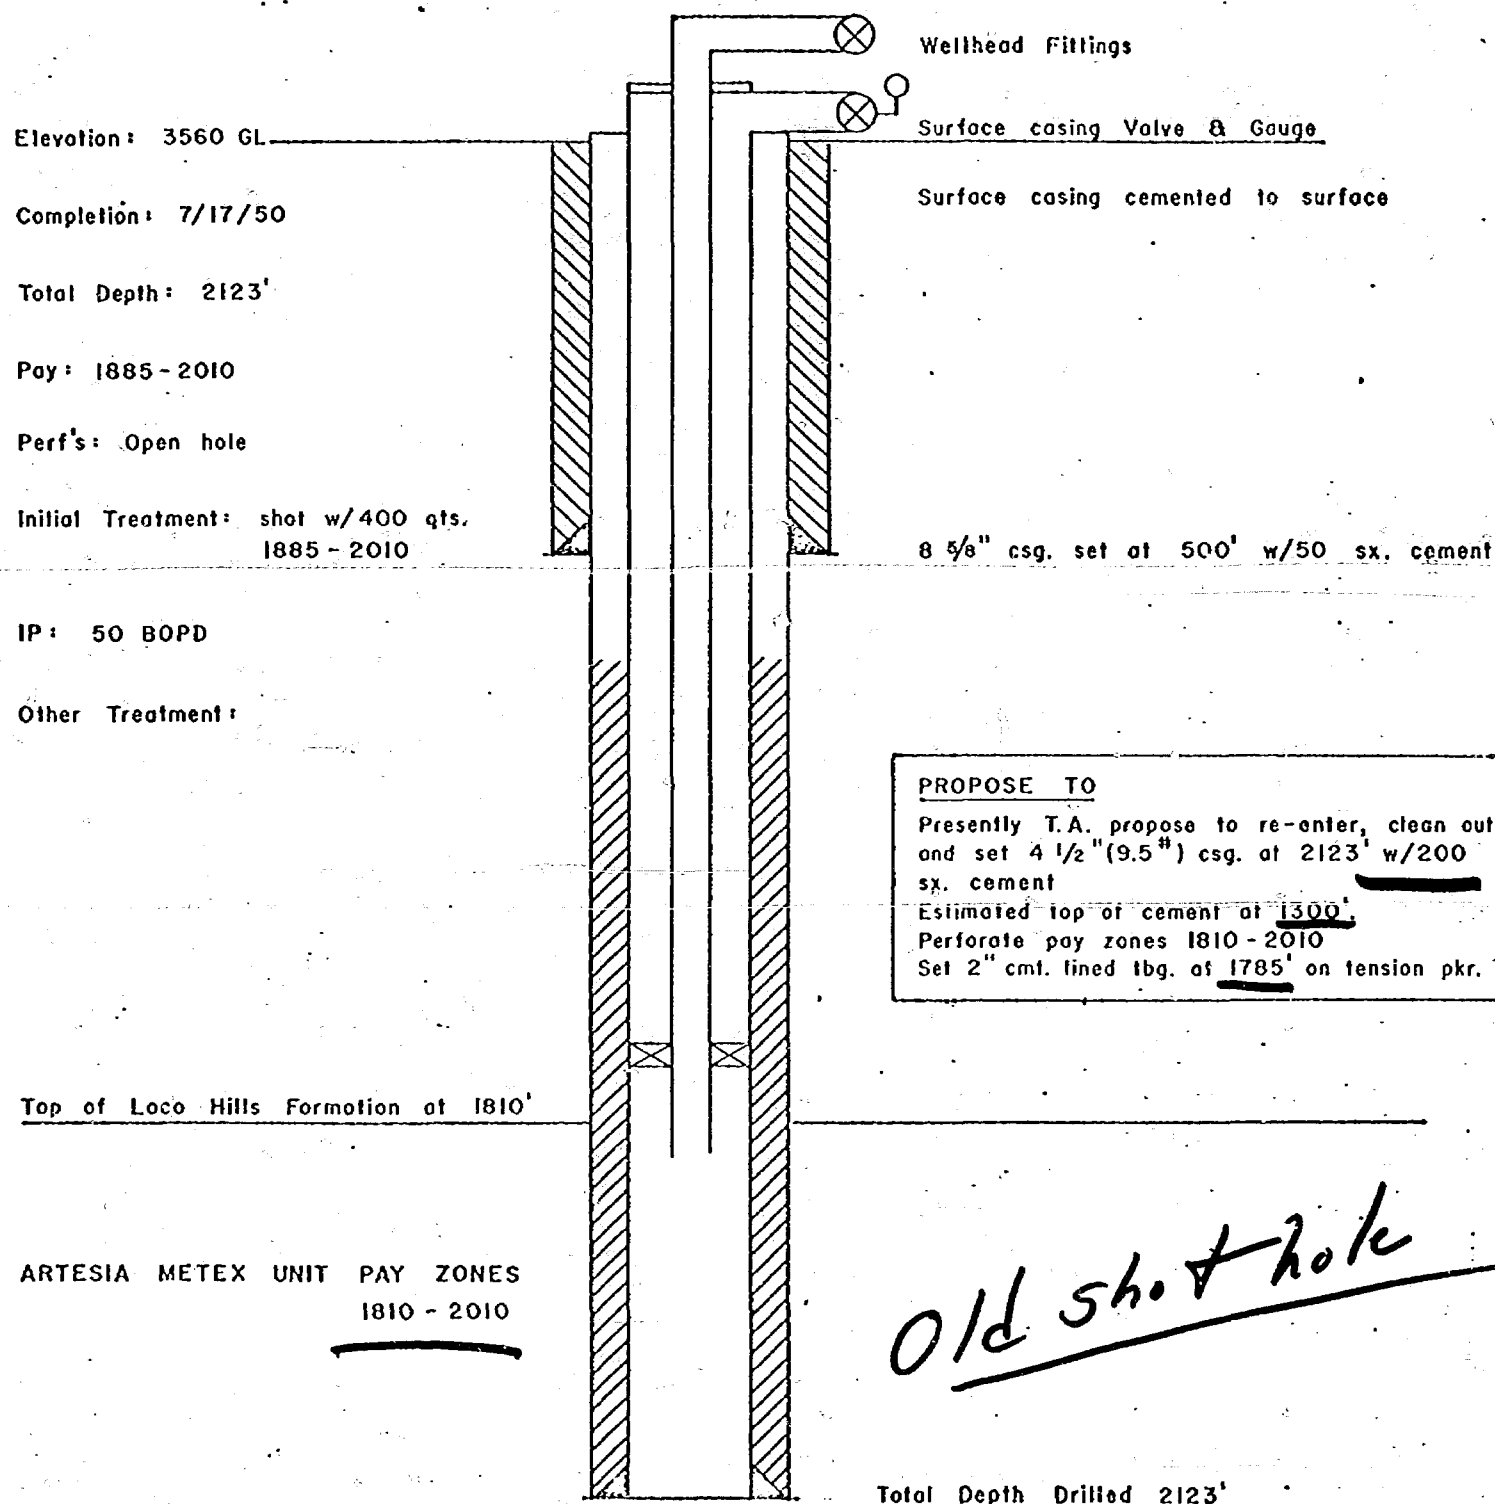 Wellhead Fittings
Elevation: 3560 GL
Surface casing Valve & Gauge
Completion: 7/17/50
Surface casing cemented to surface
Total Depth: 2123'
Pay: 1885-2010
Perf's: Open hole
Initial Treatment: shot w/400 qts.
1885-2010
8 5/8" csg. set at 500' w/50 sx. cement
IP: 50 BOPD
Other Treatment:
PROPOSE TO
Presently T.A. propose to re-enter, clean out
and set 4 1/2"(9.5#) csg. at 2123' w/200
sx. cement
Estimated top of cement at 1300'.
Perforate pay zones 1810-2010
Set 2" cmt. lined tbg. at 1785' on tension pkr.
Top of Loco Hills Formation at 1810'
ARTESIA METEX UNIT PAY ZONES
1810 - 2010
Old shot hole
Total Depth Drilled 2123'